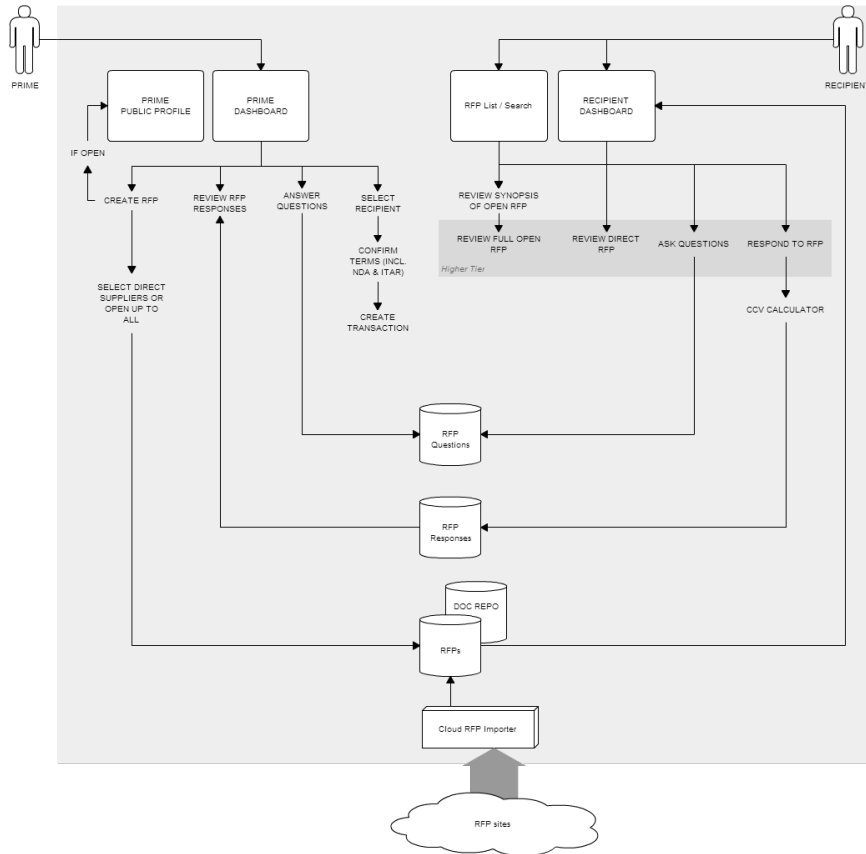 PRIME
RECIPIENT
PRIME
PUBLIC PROFILE
PRIME
DASHBOARD
RFP List / Search
RECIPIENT
DASHBOARD
IF OPEN
CREATE RFP
REVIEW RFP
RESPONSES
ANSWER
QUESTIONS
SELECT
RECIPIENT
REVIEW SYNOPSIS
OF OPEN RFP
CONFIRM
TERMS (INCL.
NDA & ITAR)
REVIEW FULL OPEN
RFP
REVIEW DIRECT
RFP
ASK QUESTIONS
RESPOND TO RFP
Higher Tier
SELECT DIRECT
SUPPLIERS OR
OPEN UP TO
ALL
CREATE
TRANSACTION
CCV CALCULATOR
RFP
Questions
RFP
Responses
DOC REPO
RFPs
Cloud RFP Importer
RFP sites